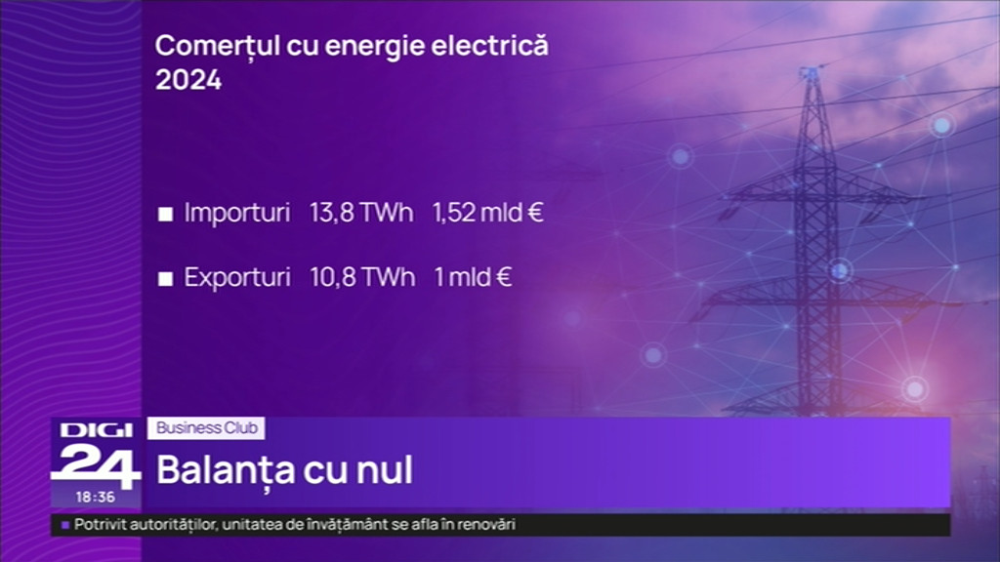 Comerțul cu energie electrică
2024
Importuri 13,8 TWh 1,52 mld €
Exporturi 10,8 TWh 1 mld €
DIGI
24
18:36
Business Club
Balanța cu nul
Potrivit autorităților, unitatea de învățământ se afla în renovări